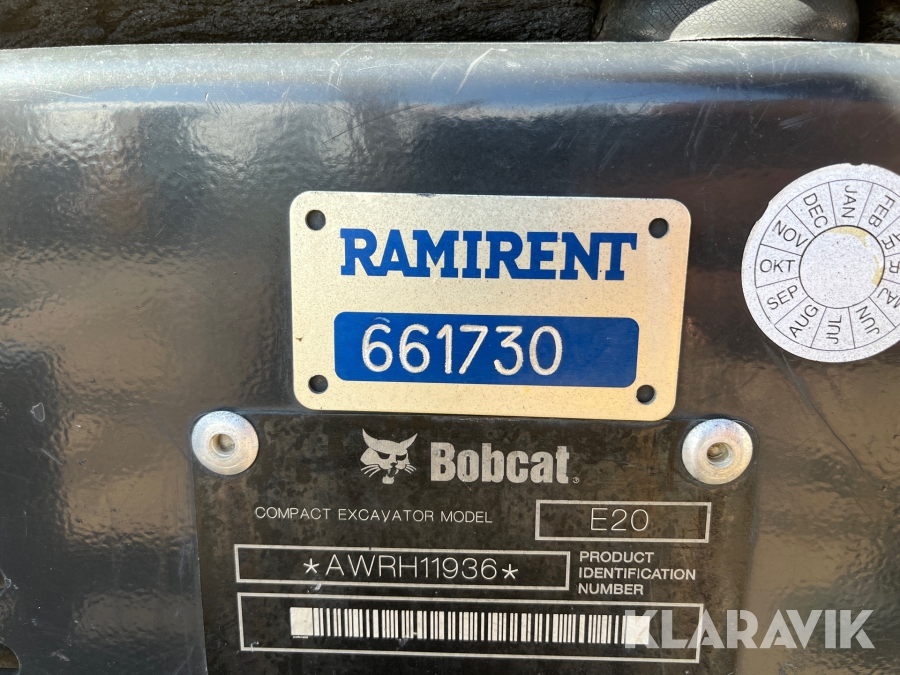 RAMIRENT
661730
JAN
FEB
MAJ
JUN
JUL
AUG
SEP
OKT
NOV
DEC
Bobcat
COMPACT EXCAVATOR MODEL E20
*AWRH11936* PRODUCT
IDENTIFICATION
NUMBER
KLARAVIK